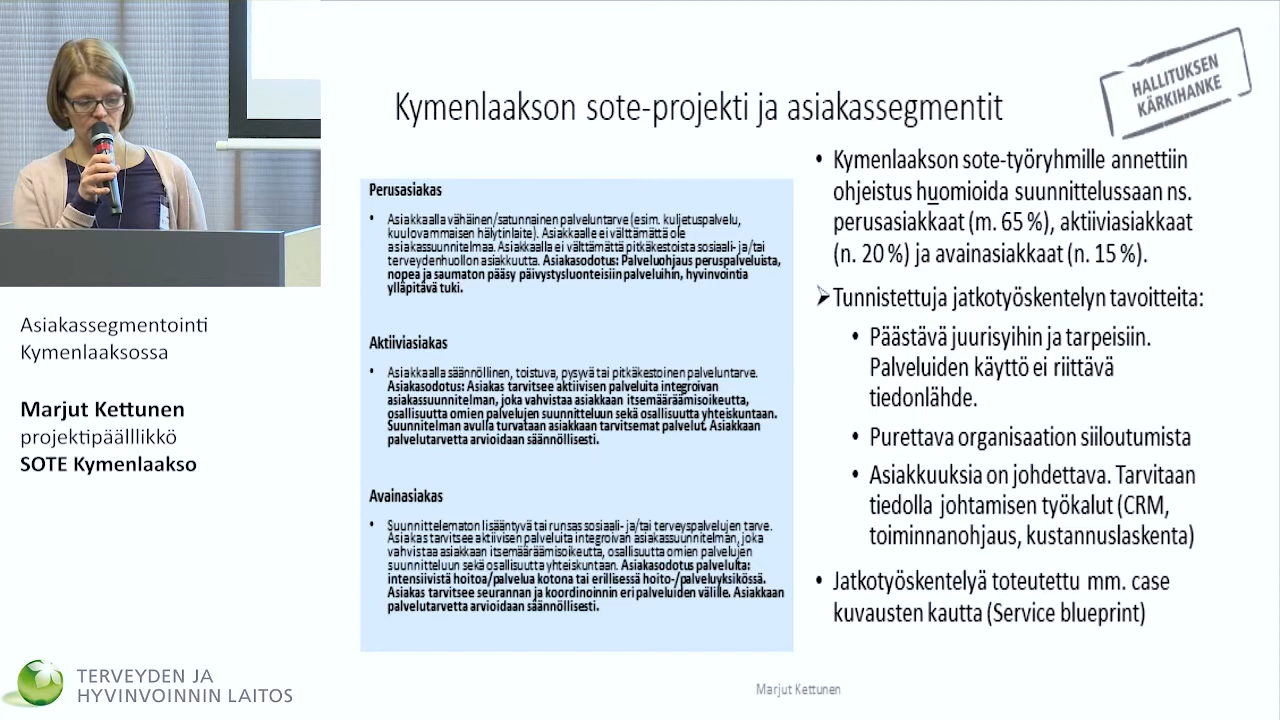 HALLITUKSEN
KÄRKIHANKE
Kymenlaakson sote-projekti ja asiakassegmentit
Perusasiakas
• Asiakkaalla vähäinen/satunnainen palveluntarve (esim. kuljetuspalvelu,
kuulovammaisen hälytinlaite). Asiakkaalle ei välttämättä ole
asiakassuunnitelmaa. Asiakkaalla ei välttämättä pitkäkestoista sosiaali- ja/tai
terveydenhuollon asiakkuutta. Asiakasodotus: Palveluohjaus peruspalveluista,
nopea ja saumaton pääsy päivystysluonteisiin palveluihin, hyvinvointia
ylläpitävä tuki.
Aktiiviasiakas
• Asiakkaalla säännöllinen, toistuva, pysyvä tai pitkäkestoinen palveluntarve.
Asiakasodotus: Asiakas tarvitsee aktiivisen palveluita integroivan
asiakassuunnitelman, joka vahvistaa asiakkaan itsemääräämisoikeutta,
osallisuutta omien palvelujen suunnitteluun sekä osallisuutta yhteiskuntaan.
Suunnitelman avulla turvataan asiakkaan tarvitsemat palvelut. Asiakkaan
palvelutarvetta arvioidaan säännöllisesti.
Avainasiakas
• Suunnittelematon lisääntyvä tai runsas sosiaali- ja/tai terveyspalvelujen tarve.
Asiakas tarvitsee aktiivisen palveluita integroivan asiakassuunnitelman, joka
vahvistaa asiakkaan itsemääräämisoikeutta, osallisuutta omien palvelujen
suunnitteluun sekä osallisuutta yhteiskuntaan. Asiakasodotus palvelulta:
intensiivistä hoitoa/palvelua kotona tai erillisessä hoito-/palveluyksikössä.
Asiakas tarvitsee seurannan ja koordinoinnin eri palveluiden välille. Asiakkaan
palvelutarvetta arvioidaan säännöllisesti.
• Kymenlaakson sote-työryhmille annettiin
ohjeistus huomioida suunnittelussaan ns.
perusasiakkaat (m. 65 %), aktiiviasiakkaat
(n. 20 %) ja avainasiakkaat (n. 15 %).
➢ Tunnistettuja jatkotyöskentelyn tavoitteita:
• Päästävä juurisyihin ja tarpeisiin.
Palveluiden käyttö ei riittävä
tiedonlähde.
• Purettava organisaation siiloutumista
• Asiakkuuksia on johdettava. Tarvitaan
tiedolla johtamisen työkalut (CRM,
toiminnanohjaus, kustannuslaskenta)
• Jatkotyöskentelyä toteutettu mm. case
kuvausten kautta (Service blueprint)
Marjut Kettunen
Asiakassegmentointi
Kymenlaaksossa
Marjut Kettunen
projektipäälllikkö
SOTE Kymenlaakso
TERVEYDEN JA
HYVINVOINNIN LAITOS